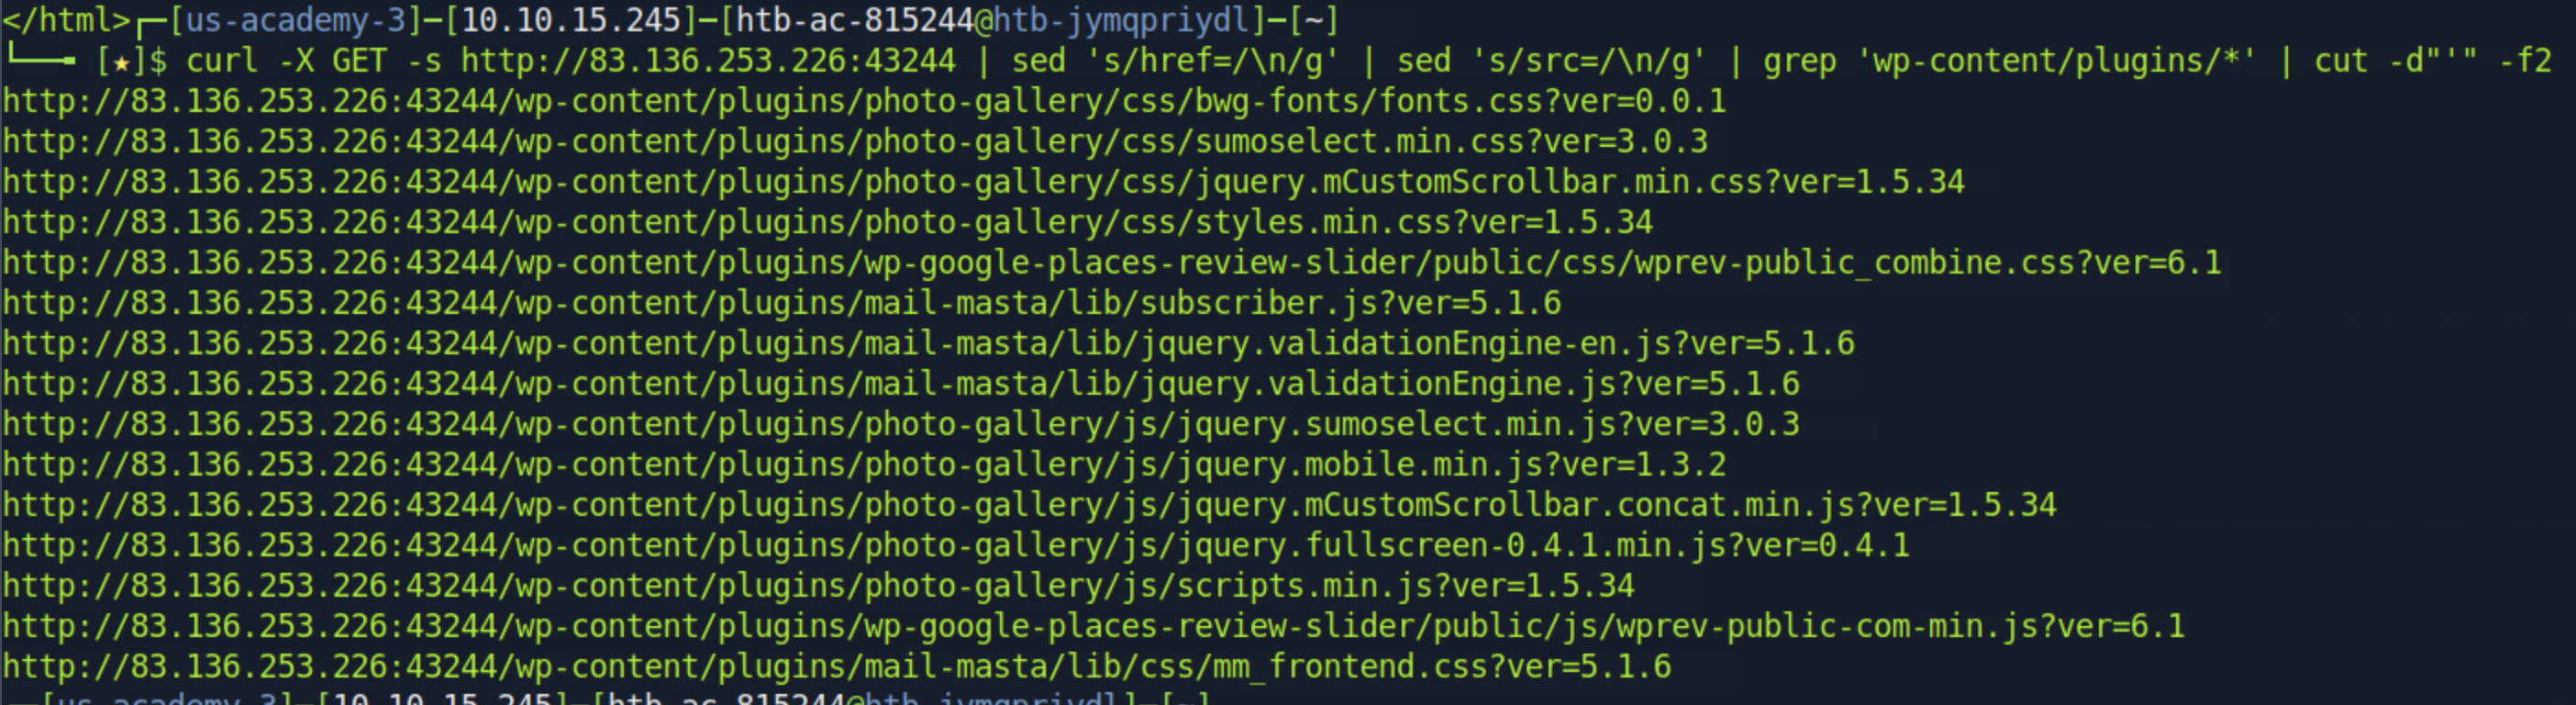 </html>┌─[us-academy-3]─[10.10.15.245]─[htb-ac-815244@htb-jymqpriydl]─[~]
└──╼ [★]$ curl -X GET -s http://83.136.253.226:43244 | sed 's/href=/\n/g' | sed 's/src=/\n/g' | grep 'wp-content/plugins/*' | cut -d"'" -f2
http://83.136.253.226:43244/wp-content/plugins/photo-gallery/css/bwg-fonts/fonts.css?ver=0.0.1
http://83.136.253.226:43244/wp-content/plugins/photo-gallery/css/sumoselect.min.css?ver=3.0.3
http://83.136.253.226:43244/wp-content/plugins/photo-gallery/css/jquery.mCustomScrollbar.min.css?ver=1.5.34
http://83.136.253.226:43244/wp-content/plugins/photo-gallery/css/styles.min.css?ver=1.5.34
http://83.136.253.226:43244/wp-content/plugins/wp-google-places-review-slider/public/css/wprev-public_combine.css?ver=6.1
http://83.136.253.226:43244/wp-content/plugins/mail-masta/lib/subscriber.js?ver=5.1.6
http://83.136.253.226:43244/wp-content/plugins/mail-masta/lib/jquery.validationEngine-en.js?ver=5.1.6
http://83.136.253.226:43244/wp-content/plugins/mail-masta/lib/jquery.validationEngine.js?ver=5.1.6
http://83.136.253.226:43244/wp-content/plugins/photo-gallery/js/jquery.sumoselect.min.js?ver=3.0.3
http://83.136.253.226:43244/wp-content/plugins/photo-gallery/js/jquery.mobile.min.js?ver=1.3.2
http://83.136.253.226:43244/wp-content/plugins/photo-gallery/js/jquery.mCustomScrollbar.concat.min.js?ver=1.5.34
http://83.136.253.226:43244/wp-content/plugins/photo-gallery/js/jquery.fullscreen-0.4.1.min.js?ver=0.4.1
http://83.136.253.226:43244/wp-content/plugins/photo-gallery/js/scripts.min.js?ver=1.5.34
http://83.136.253.226:43244/wp-content/plugins/wp-google-places-review-slider/public/js/wprev-public-com-min.js?ver=6.1
http://83.136.253.226:43244/wp-content/plugins/mail-masta/lib/css/mm_frontend.css?ver=5.1.6
─[us-academy-3]─[10.10.15.245]─[htb-ac-815244@htb-jymqpriydl]─[~]